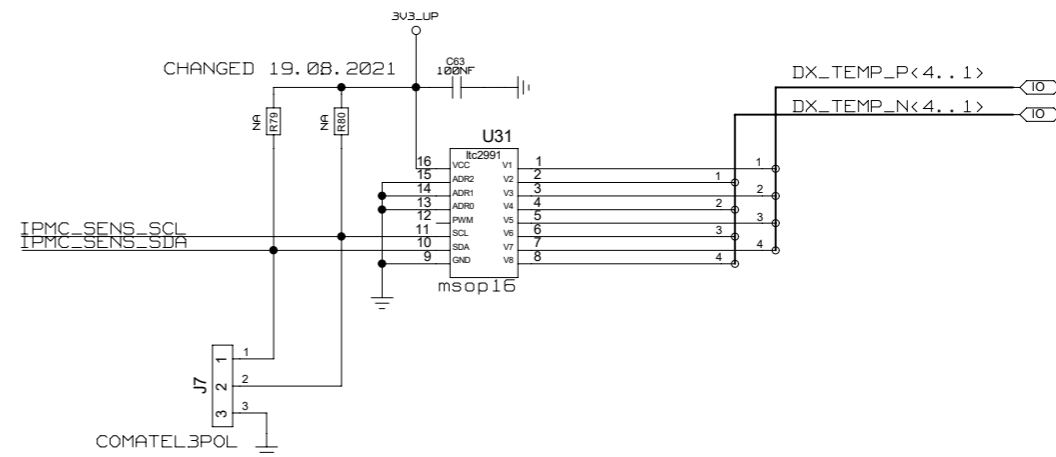 3V3_UP
CHANGED 19.08.2021
C63
100NF
DX_TEMP_P<4..1>
IO
DX_TEMP_N<4..1>
IO
NA
R79
NA
R80
U31
ltc2991
16 VCC V1 1 1
15 ADR2 V2 2 1
14 ADR1 V3 3 2
13 ADR0 V4 4 2
12 PWM V5 5 3
IPMC_SENS_SCL 11 SCL V6 6 3
IPMC_SENS_SDA 10 SDA V7 7 4
9 GND V8 8 4
msop16
J7
1 1
2 2
3 3
COMATEL3POL